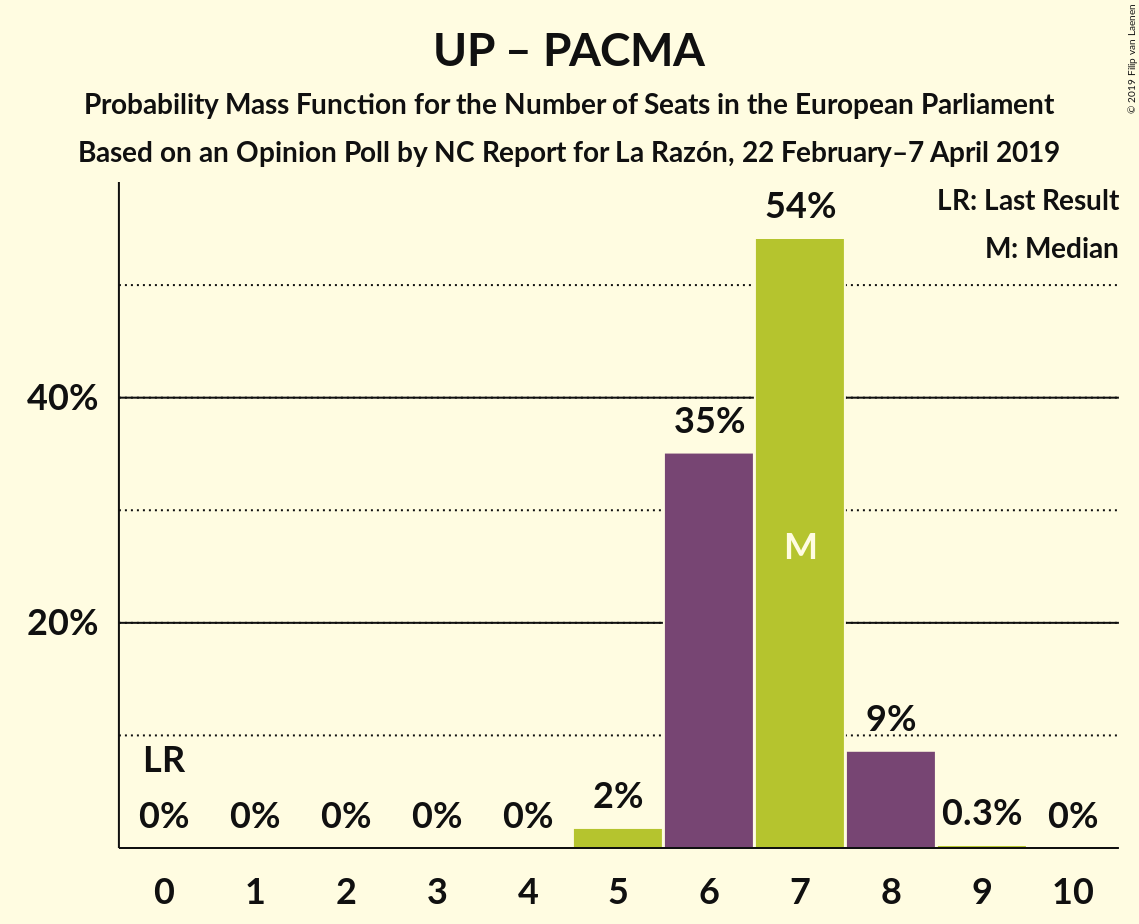 UP – PACMA
Probability Mass Function for the Number of Seats in the European Parliament
Based on an Opinion Poll by NC Report for La Razón, 22 February–7 April 2019
© 2019 Filip van Laenen
LR: Last Result
M: Median
54%
40%
35%
M
20%
9%
LR
2%
0% 0% 0% 0% 0% 0.3% 0%
0 1 2 3 4 5 6 7 8 9 10